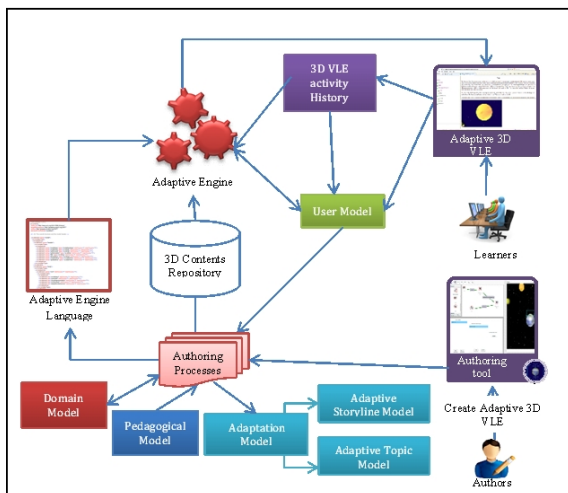 3D VLE
activity
History
Adaptive 3D
VLE
Adaptive Engine
User Model
Learners
3D Contents
Repository
Adaptive Engine
Language
Authoring
Processes
Authoring
tool
Domain
Model
Pedagogical
Model
Adaptation
Model
Adaptive
Storyline Model
Adaptive Topic
Model
Create Adaptive 3D
VLE
Authors